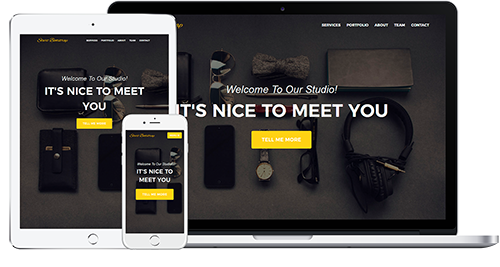 Start Bootstrap
SERVICES PORTFOLIO ABOUT TEAM CONTACT
Welcome To Our Studio!
IT'S NICE TO MEET
YOU
TELL ME MORE
SERVICES PORTFOLIO ABOUT TEAM CONTACT
Welcome To Our Studio!
IT'S NICE TO MEET YOU
TELL ME MORE
Start Bootstrap
Welcome To Our Studio!
IT'S NICE TO
MEET YOU
TELL ME MORE